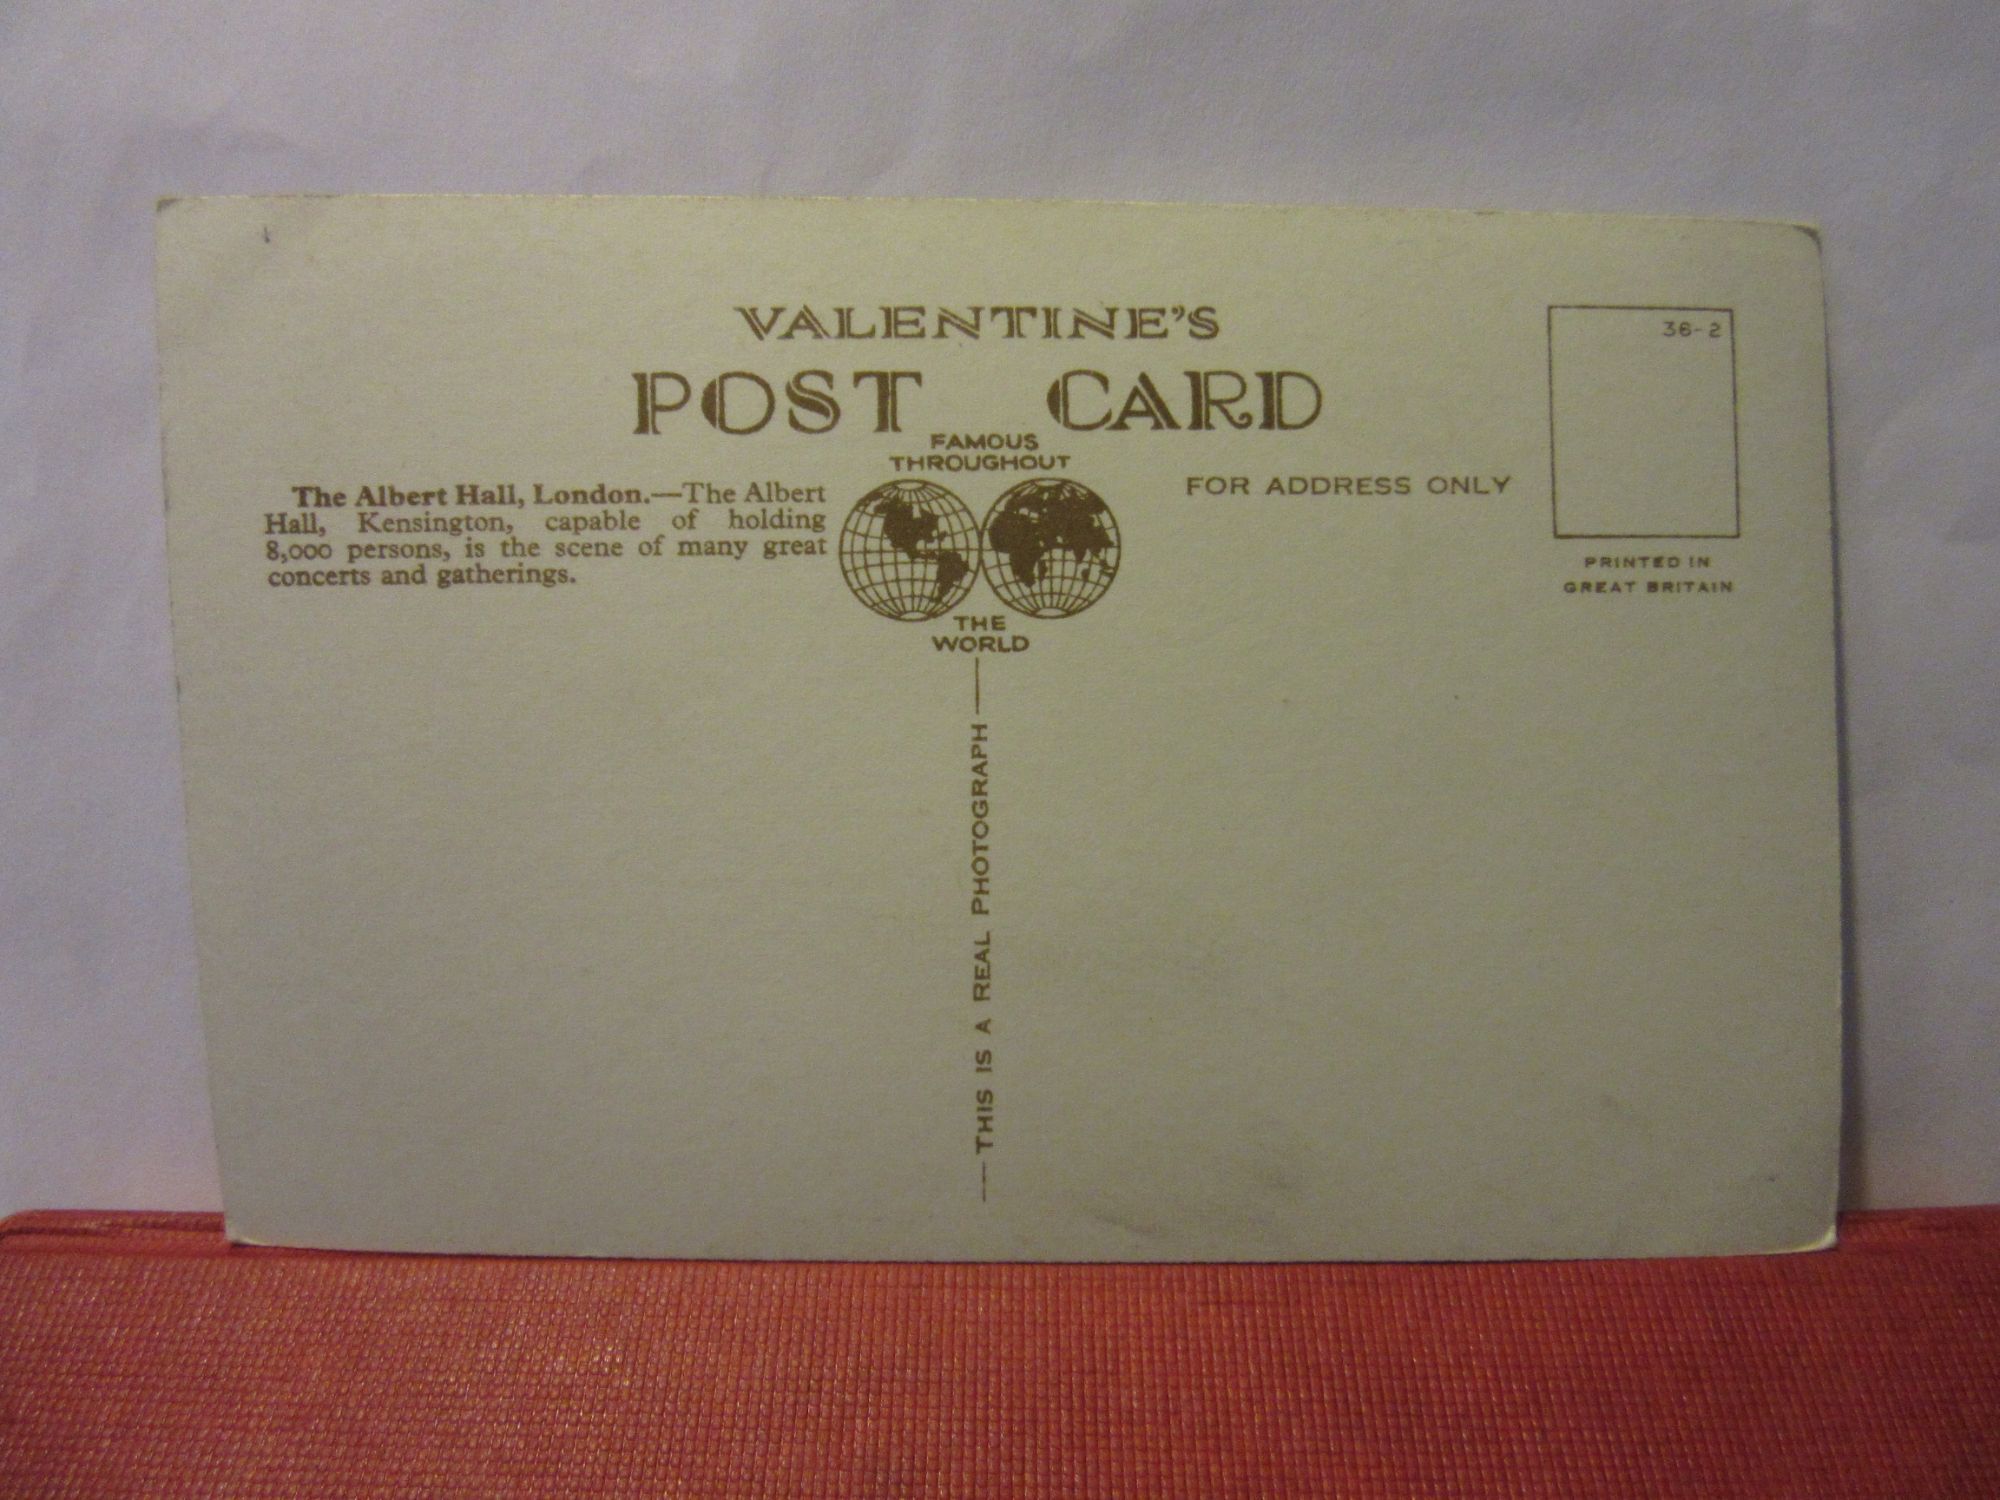 VALENTINE'S
POST CARD
FAMOUS
THROUGHOUT
THE
WORLD
The Albert Hall, London.—The Albert
Hall, Kensington, capable of holding
8,000 persons, is the scene of many great
concerts and gatherings.
THIS IS A REAL PHOTOGRAPH
FOR ADDRESS ONLY
36-2
PRINTED IN
GREAT BRITAIN